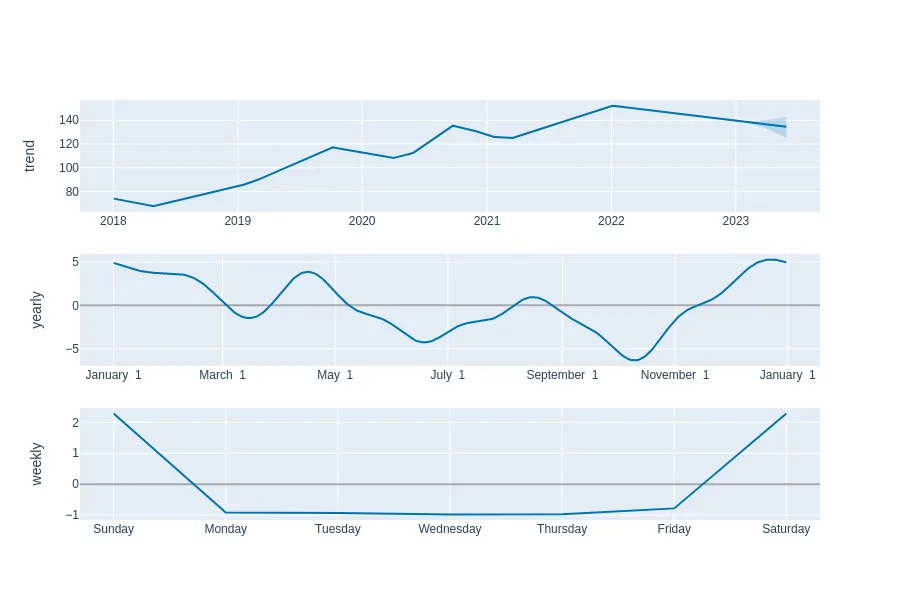 trend
140
120
100
80
2018 2019 2020 2021 2022 2023
yearly
5
0
−5
January 1 March 1 May 1 July 1 September 1 November 1 January 1
weekly
2
1
0
−1
Sunday Monday Tuesday Wednesday Thursday Friday Saturday